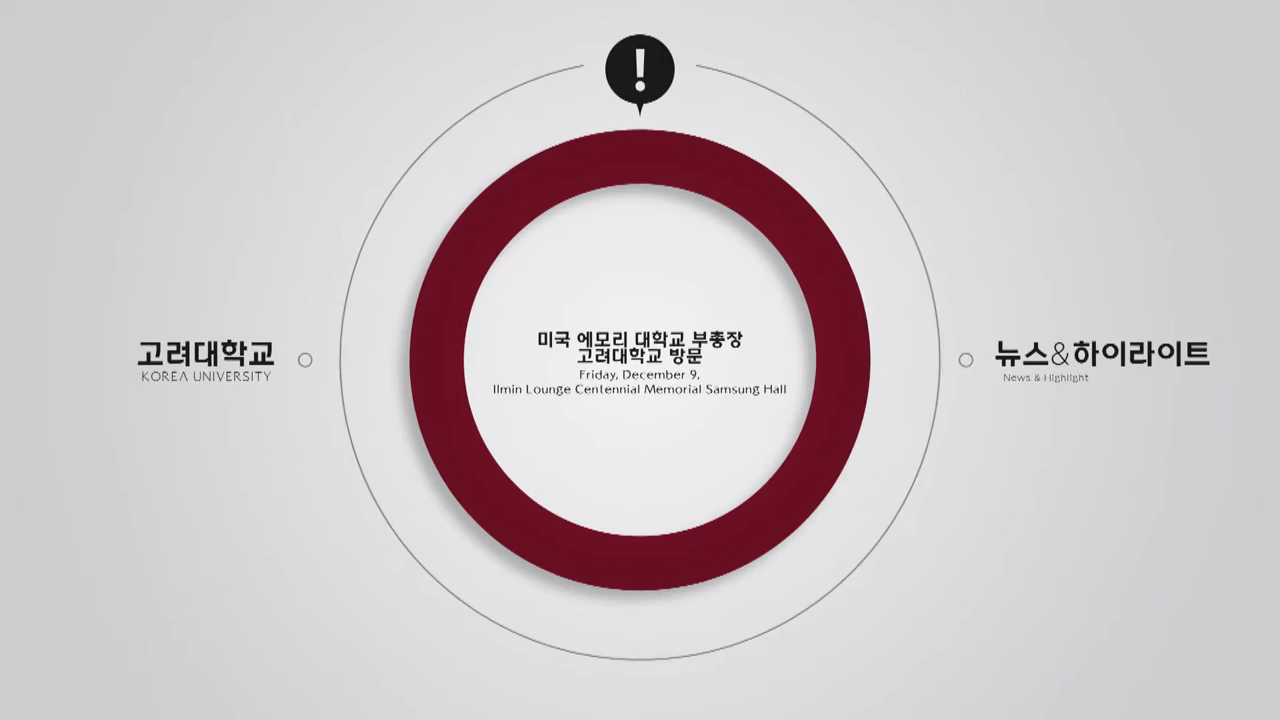 !
고려대학교
KOREA UNIVERSITY
미국 에모리 대학교 부총장
고려대학교 방문
Friday, December 9,
Ilmin Lounge Centennial Memorial Samsung Hall
뉴스&하이라이트
News & Highlight